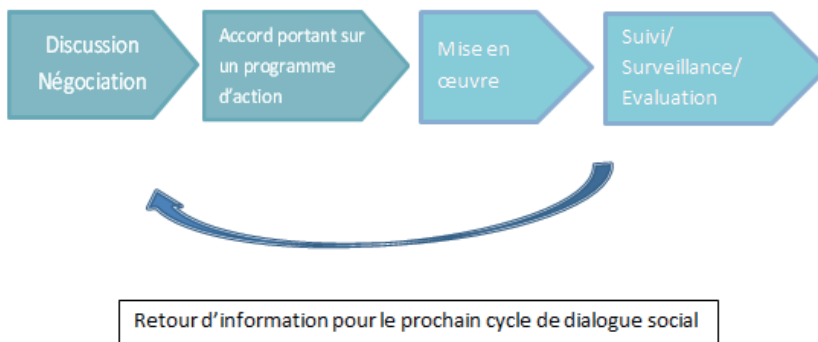 Discussion
Négociation
Accord portant sur
un programme
d'action
Mise en
œuvre
Suivi/
Surveillance/
Evaluation
Retour d'information pour le prochain cycle de dialogue social